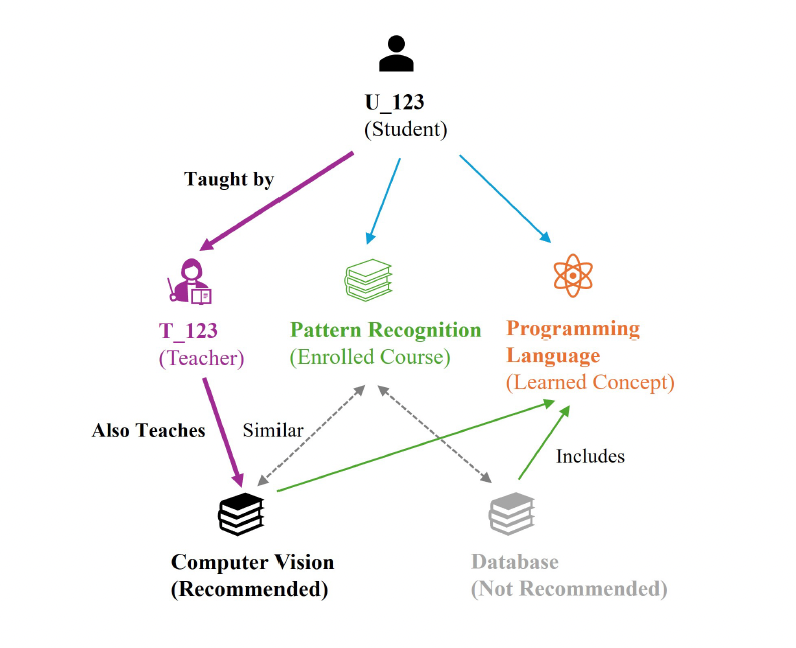 U_123
(Student)
Taught by
T_123
(Teacher)
Pattern Recognition
(Enrolled Course)
Programming
Language
(Learned Concept)
Also Teaches
Similar
Includes
Computer Vision
(Recommended)
Database
(Not Recommended)